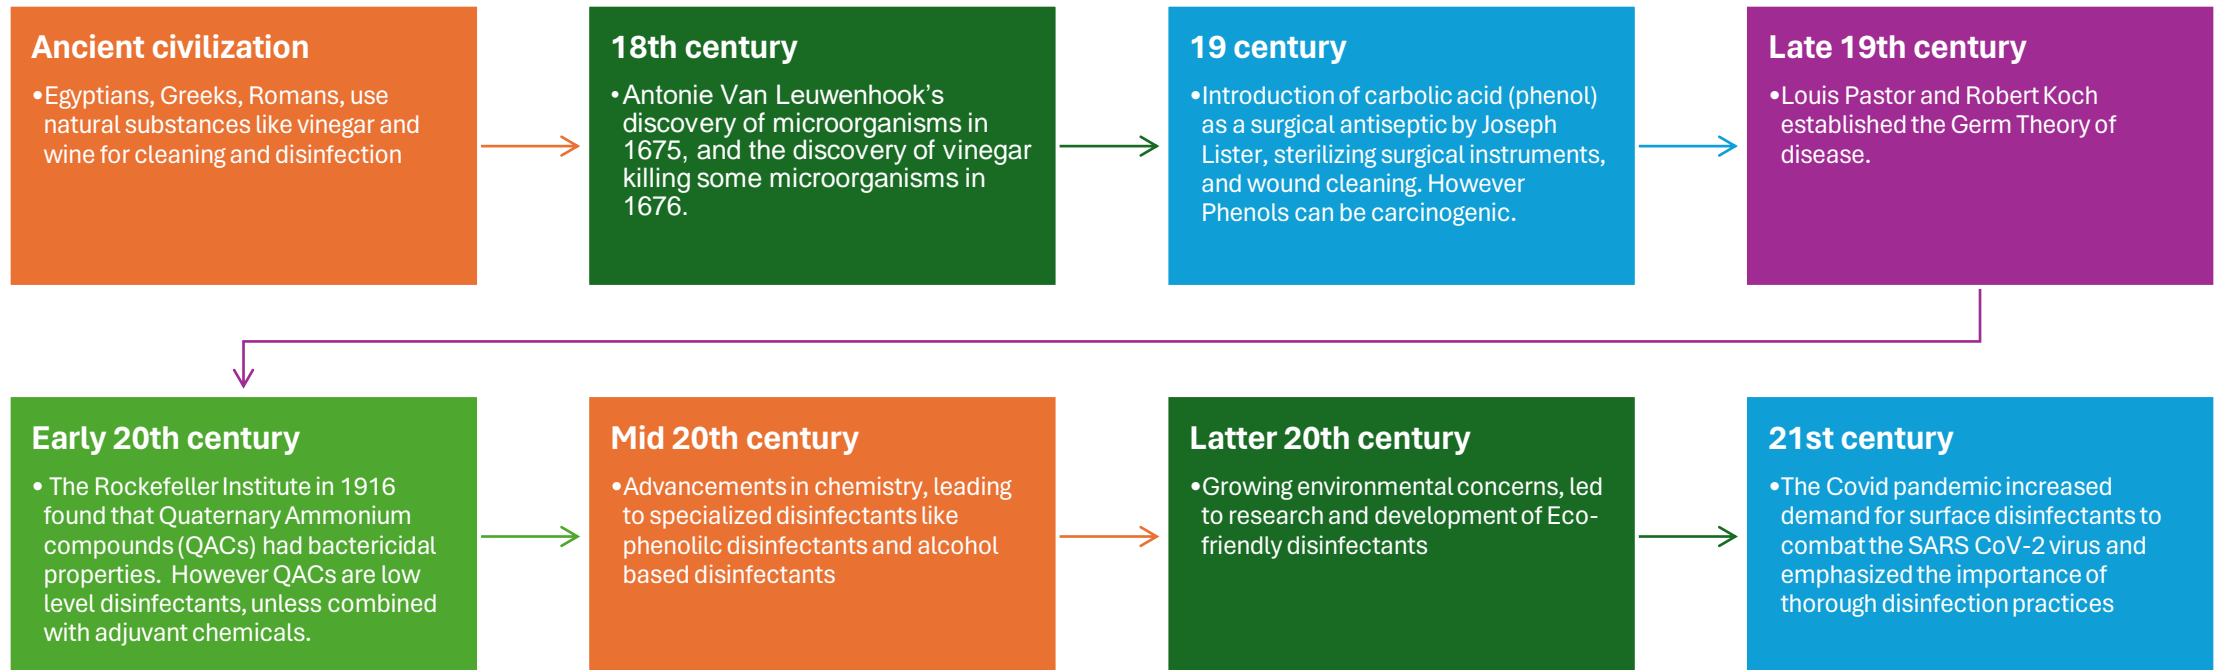 Ancient civilization
•Egyptians, Greeks, Romans, use
natural substances like vinegar and
wine for cleaning and disinfection
18th century
•Antonie Van Leuwenhook’s
discovery of microorganisms in
1675, and the discovery of vinegar
killing some microorganisms in
1676.
19 century
•Introduction of carbolic acid (phenol)
as a surgical antiseptic by Joseph
Lister, sterilizing surgical instruments,
and wound cleaning. However
Phenols can be carcinogenic.
Late 19th century
•Louis Pastor and Robert Koch
established the Germ Theory of
disease.
Early 20th century
• The Rockefeller Institute in 1916
found that Quaternary Ammonium
compounds (QACs) had bactericidal
properties. However QACs are low
level disinfectants, unless combined
with adjuvant chemicals.
Mid 20th century
•Advancements in chemistry, leading
to specialized disinfectants like
phenolilc disinfectants and alcohol
based disinfectants
Latter 20th century
•Growing environmental concerns, led
to research and development of Eco-
friendly disinfectants
21st century
•The Covid pandemic increased
demand for surface disinfectants to
combat the SARS CoV-2 virus and
emphasized the importance of
thorough disinfection practices